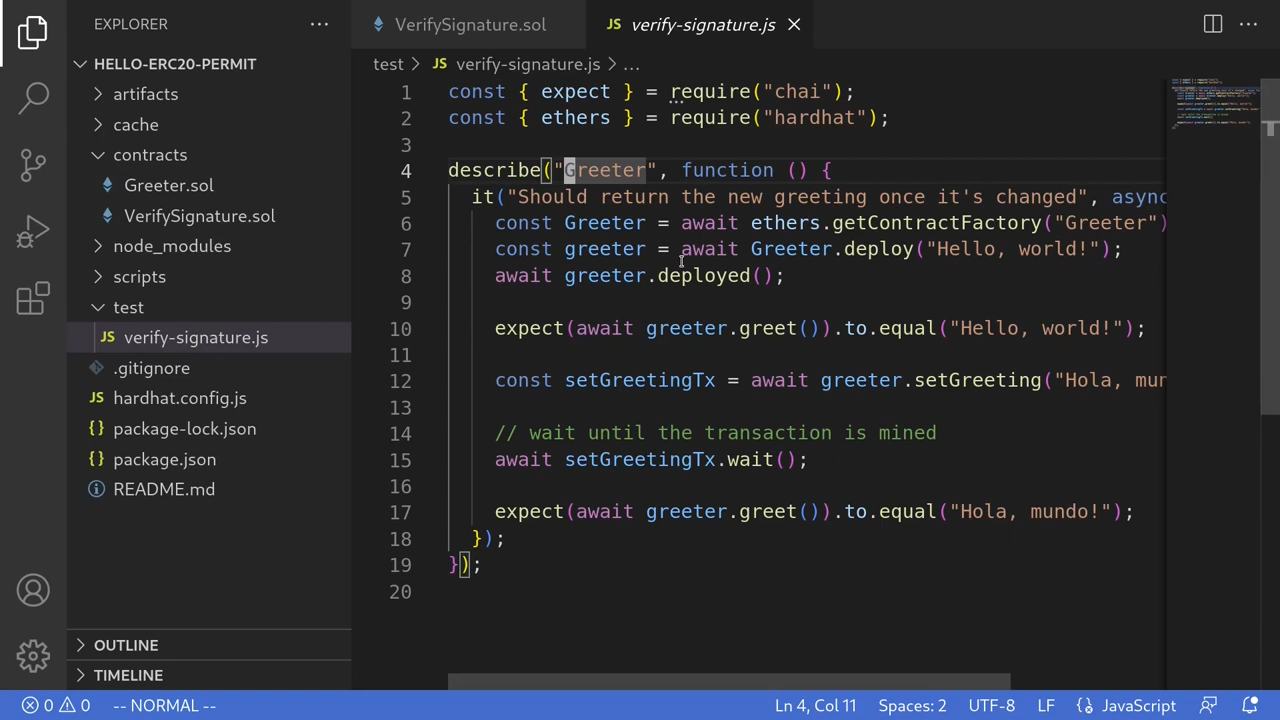 EXPLORER
HELLO-ERC20-PERMIT
artifacts
cache
contracts
Greeter.sol
VerifySignature.sol
node_modules
scripts
test
JS verify-signature.js
.gitignore
JS hardhat.config.js
{} package-lock.json
{} package.json
README.md
OUTLINE
TIMELINE
VerifySignature.sol
JS verify-signature.js
test > JS verify-signature.js > ...
1 const { expect } = require("chai");
2 const { ethers } = require("hardhat");
3
4 describe("Greeter", function () {
5 it("Should return the new greeting once it's changed", async
6 const Greeter = await ethers.getContractFactory("Greeter")
7 const greeter = await Greeter.deploy("Hello, world!");
8 await greeter.deployed();
9
10 expect(await greeter.greet()).to.equal("Hello, world!");
11
12 const setGreetingTx = await greeter.setGreeting("Hola, mun
13
14 // wait until the transaction is mined
15 await setGreetingTx.wait();
16
17 expect(await greeter.greet()).to.equal("Hola, mundo!");
18 });
19 });
20
0 0 -- NORMAL -- Ln 4, Col 11 Spaces: 2 UTF-8 LF {} JavaScript